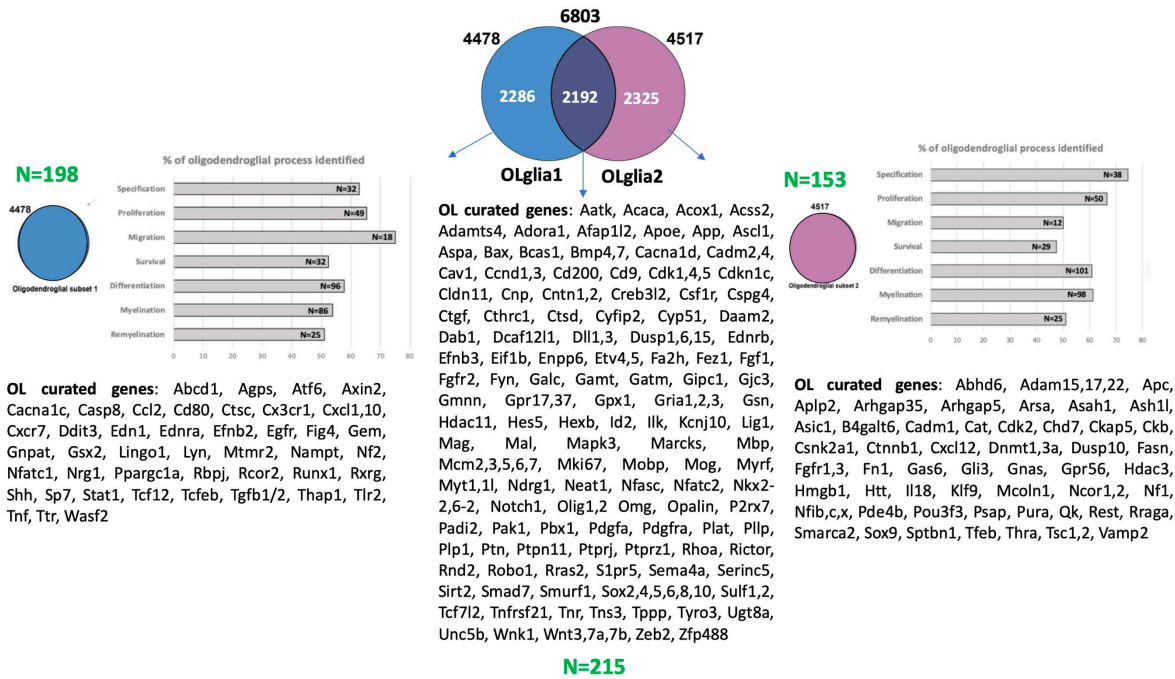 6803
4478
4517
2286
2192
2325
OLglia1
OLglia2
N=198
4478
Oligodendroglial subset 1
% of oligodendroglial process identified
Specification
N=32
Proliferation
N=49
Migration
N=18
Survival
N=32
Differentiation
N=96
Myelination
N=86
Remyelination
N=25
0 10 20 30 40 50 60 70 80
OL curated genes: Abcd1, Agps, Atf6, Axin2,
Cacna1c, Casp8, Ccl2, Cd80, Ctsc, Cx3cr1, Cxcl1,10,
Cxcr7, Ddit3, Edn1, Ednra, Efnb2, Egfr, Fig4, Gem,
Gnpat, Gsx2, Lingo1, Lyn, Mtmr2, Nampt, Nf2,
Nfatc1, Nrg1, Ppargc1a, Rbpj, Rcor2, Runx1, Rxrg,
Shh, Sp7, Stat1, Tcf12, Tcfeb, Tgfb1/2, Thap1, Tlr2,
Tnf, Ttr, Wasf2
OL curated genes: Aatk, Acaca, Acox1, Acss2,
Adamts4, Adora1, Afap1l2, Apoe, App, Ascl1,
Aspa, Bax, Bcas1, Bmp4,7, Cacna1d, Cadm2,4,
Cav1, Ccnd1,3, Cd200, Cd9, Cdk1,4,5 Cdkn1c,
Cldn11, Cnp, Cntn1,2, Creb3l2, Csf1r, Cspg4,
Ctgf, Cthrc1, Ctsd, Cyfip2, Cyp51, Daam2,
Dab1, Dcaf12l1, Dll1,3, Dusp1,6,15, Ednrb,
Efnb3, Eif1b, Enpp6, Etv4,5, Fa2h, Fez1, Fgf1,
Fgfr2, Fyn, Galc, Gamt, Gatm, Gipc1, Gjc3,
Gmnn, Gpr17,37, Gpx1, Gria1,2,3, Gsn,
Hdac11, Hes5, Hexb, Id2, Ilk, Kcnj10, Lig1,
Mag, Mal, Mapk3, Marcks, Mbp,
Mcm2,3,5,6,7, Mki67, Mobp, Mog, Myrf,
Myt1,1l, Ndrg1, Neat1, Nfasc, Nfatc2, Nkx2-
2,6-2, Notch1, Olig1,2 Omg, Opalin, P2rx7,
Padi2, Pak1, Pbx1, Pdgfa, Pdgfra, Plat, Pllp,
Plp1, Ptn, Ptpn11, Ptprj, Ptprz1, Rhoa, Rictor,
Rnd2, Robo1, Rras2, S1pr5, Sema4a, Serinc5,
Sirt2, Smad7, Smurf1, Sox2,4,5,6,8,10, Sulf1,2,
Tcf7l2, Tnfrsf21, Tnr, Tns3, Tppp, Tyro3, Ugt8a,
Unc5b, Wnk1, Wnt3,7a,7b, Zeb2, Zfp488
N=215
N=153
4517
Oligodendroglial subset 2
% of oligodendroglial process identified
Specification
N=38
Proliferation
N=50
Migration
N=12
Survival
N=29
Differentiation
N=101
Myelination
N=98
Remyelination
N=25
0 10 20 30 40 50 60 70 80
OL curated genes: Abhd6, Adam15,17,22, Apc,
Aplp2, Arhgap35, Arhgap5, Arsa, Asah1, Ash1l,
Asic1, B4galt6, Cadm1, Cat, Cdk2, Chd7, Ckap5, Ckb,
Csnk2a1, Ctnnb1, Cxcl12, Dnmt1,3a, Dusp10, Fasn,
Fgfr1,3, Fn1, Gas6, Gli3, Gnas, Gpr56, Hdac3,
Hmgb1, Htt, Il18, Klf9, Mcoln1, Ncor1,2, Nf1,
Nfib,c,x, Pde4b, Pou3f3, Psap, Pura, Qk, Rest, Rraga,
Smarca2, Sox9, Sptbn1, Tfeb, Thra, Tsc1,2, Vamp2